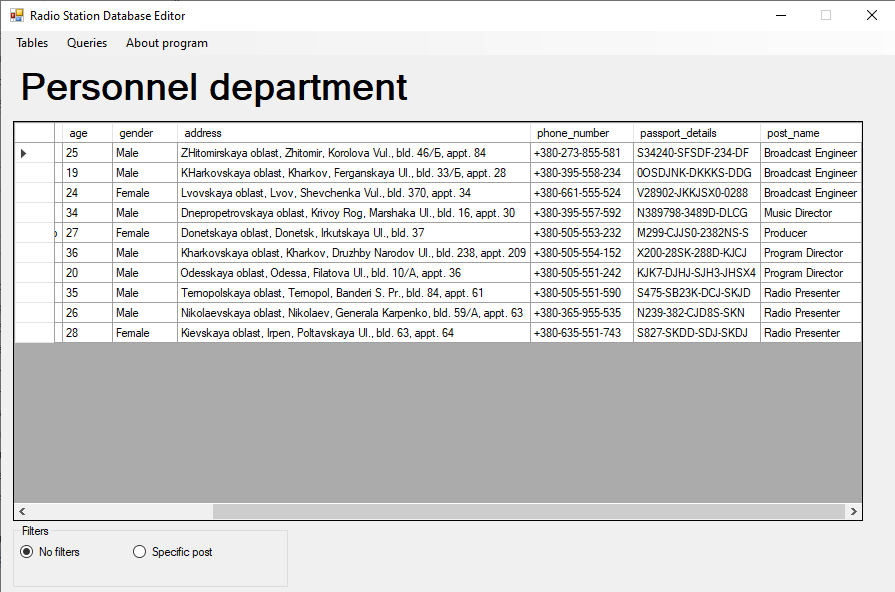 Radio Station Database Editor
Tables Queries About program
Personnel department
age gender address phone_number passport_details post_name
25 Male ZHitomirskaya oblast, Zhitomir, Korolova Vul., bld. 46/Б, appt. 84 +380-273-855-581 S34240-SFSDF-234-DF Broadcast Engineer
19 Male KHarkovskaya oblast, Kharkov, Ferganskaya Ul., bld. 33/Б, appt. 28 +380-395-558-234 0OSDJNK-DKKKS-DDG Broadcast Engineer
24 Female Lvovskaya oblast, Lvov, Shevchenka Vul., bld. 370, appt. 34 +380-661-555-524 V28902-JKKJSX0-0288 Broadcast Engineer
34 Male Dnepropetrovskaya oblast, Krivoy Rog, Marshaka Ul., bld. 16, appt. 30 +380-395-557-592 N389798-3489D-DLCG Music Director
27 Female Donetskaya oblast, Donetsk, Irkutskaya Ul., bld. 37 +380-505-553-232 M299-CJJS0-2382NS-S Producer
36 Male Kharkovskaya oblast, Kharkov, Druzhby Narodov Ul., bld. 238, appt. 209 +380-505-554-152 X200-28SK-288D-KJCJ Program Director
20 Male Odesskaya oblast, Odessa, Filatova Ul., bld. 10/A, appt. 36 +380-505-551-242 KJK7-DJHJ-SJH3-JHSX4 Program Director
35 Male Ternopolskaya oblast, Ternopol, Banderi S. Pr., bld. 84, appt. 61 +380-505-551-590 S475-SB23K-DCJ-SKJD Radio Presenter
26 Male Nikolaevskaya oblast, Nikolaev, Generala Karpenko, bld. 59/A, appt. 63 +380-365-955-535 N239-382-CJD8S-SKN Radio Presenter
28 Female Kievskaya oblast, Irpen, Poltavskaya Ul., bld. 63, appt. 64 +380-635-551-743 S827-SKDD-SDJ-SKDJ Radio Presenter
Filters
No filters Specific post